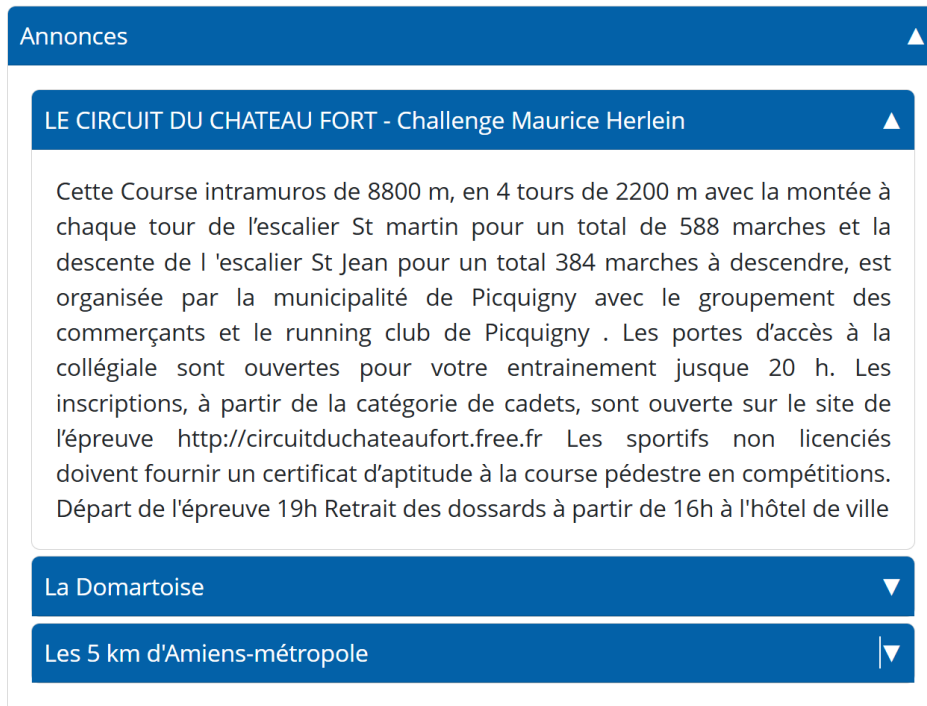 Annonces
LE CIRCUIT DU CHATEAU FORT - Challenge Maurice Herlein
Cette Course intramuros de 8800 m, en 4 tours de 2200 m avec la montée à
chaque tour de l’escalier St martin pour un total de 588 marches et la
descente de l 'escalier St Jean pour un total 384 marches à descendre, est
organisée par la municipalité de Picquigny avec le groupement des
commerçants et le running club de Picquigny . Les portes d’accès à la
collégiale sont ouvertes pour votre entrainement jusque 20 h. Les
inscriptions, à partir de la catégorie de cadets, sont ouverte sur le site de
l’épreuve http://circuitduchateaufort.free.fr Les sportifs non licenciés
doivent fournir un certificat d’aptitude à la course pédestre en compétitions.
Départ de l'épreuve 19h Retrait des dossards à partir de 16h à l'hôtel de ville
La Domartoise
Les 5 km d'Amiens-métropole